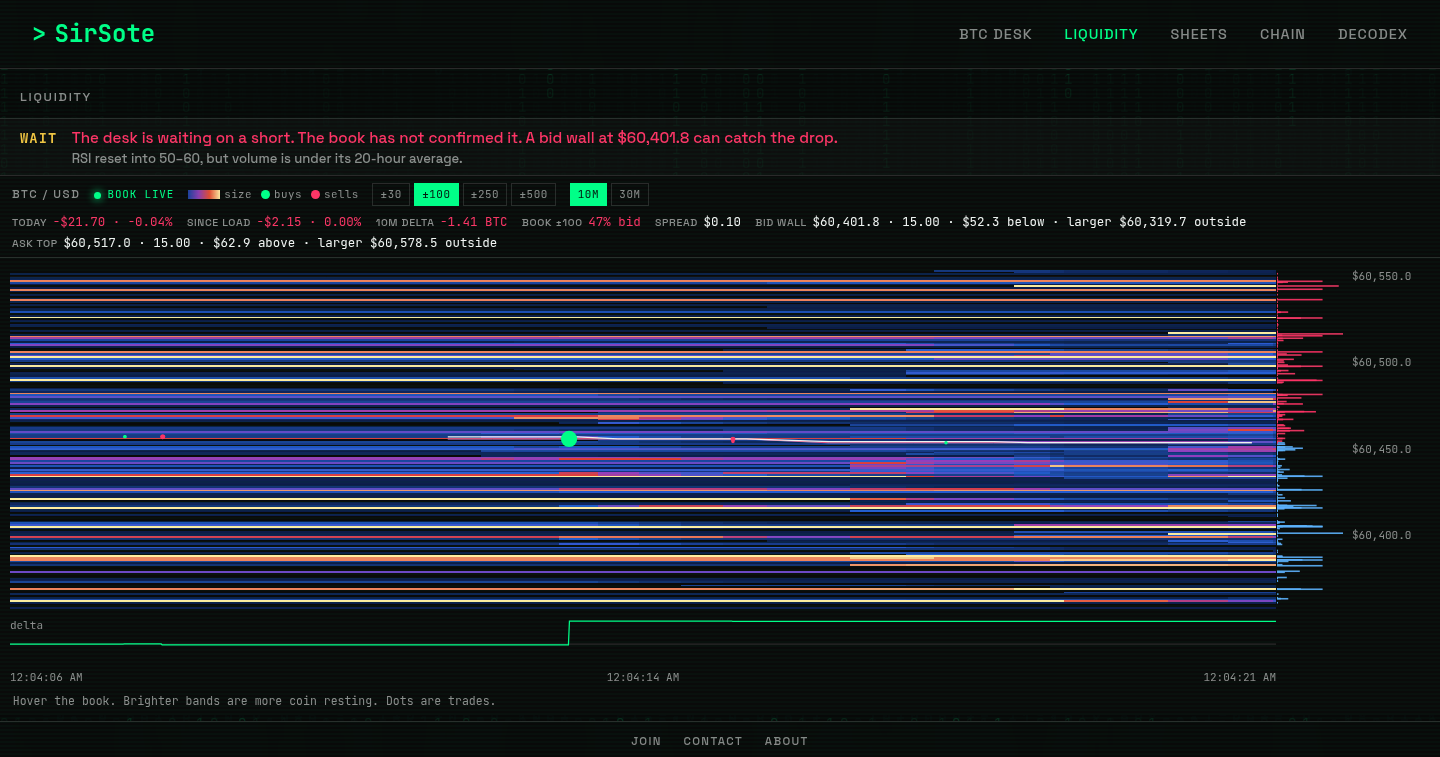 > SirSote
BTC DESK LIQUIDITY SHEETS CHAIN DECODEX
LIQUIDITY
WAIT The desk is waiting on a short. The book has not confirmed it. A bid wall at $60,401.8 can catch the drop.
RSI reset into 50–60, but volume is under its 20-hour average.
BTC / USD BOOK LIVE size buys sells ±30 ±100 ±250 ±500 10M 30M
TODAY -$21.70 · -0.04% SINCE LOAD -$2.15 · 0.00% 10M DELTA -1.41 BTC BOOK ±100 47% bid SPREAD $0.10 BID WALL $60,401.8 · 15.00 · $52.3 below · larger $60,319.7 outside
ASK TOP $60,517.0 · 15.00 · $62.9 above · larger $60,578.5 outside
$60,550.0
$60,500.0
$60,450.0
$60,400.0
delta
12:04:06 AM 12:04:14 AM 12:04:21 AM
Hover the book. Brighter bands are more coin resting. Dots are trades.
JOIN CONTACT ABOUT